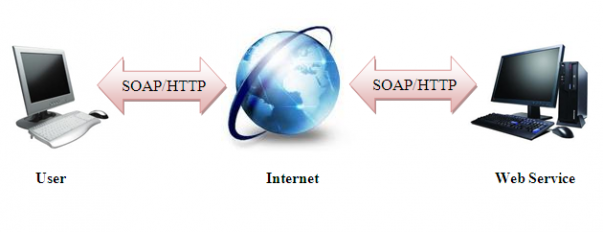 SOAP/HTTP
SOAP/HTTP
User
Internet
Web Service